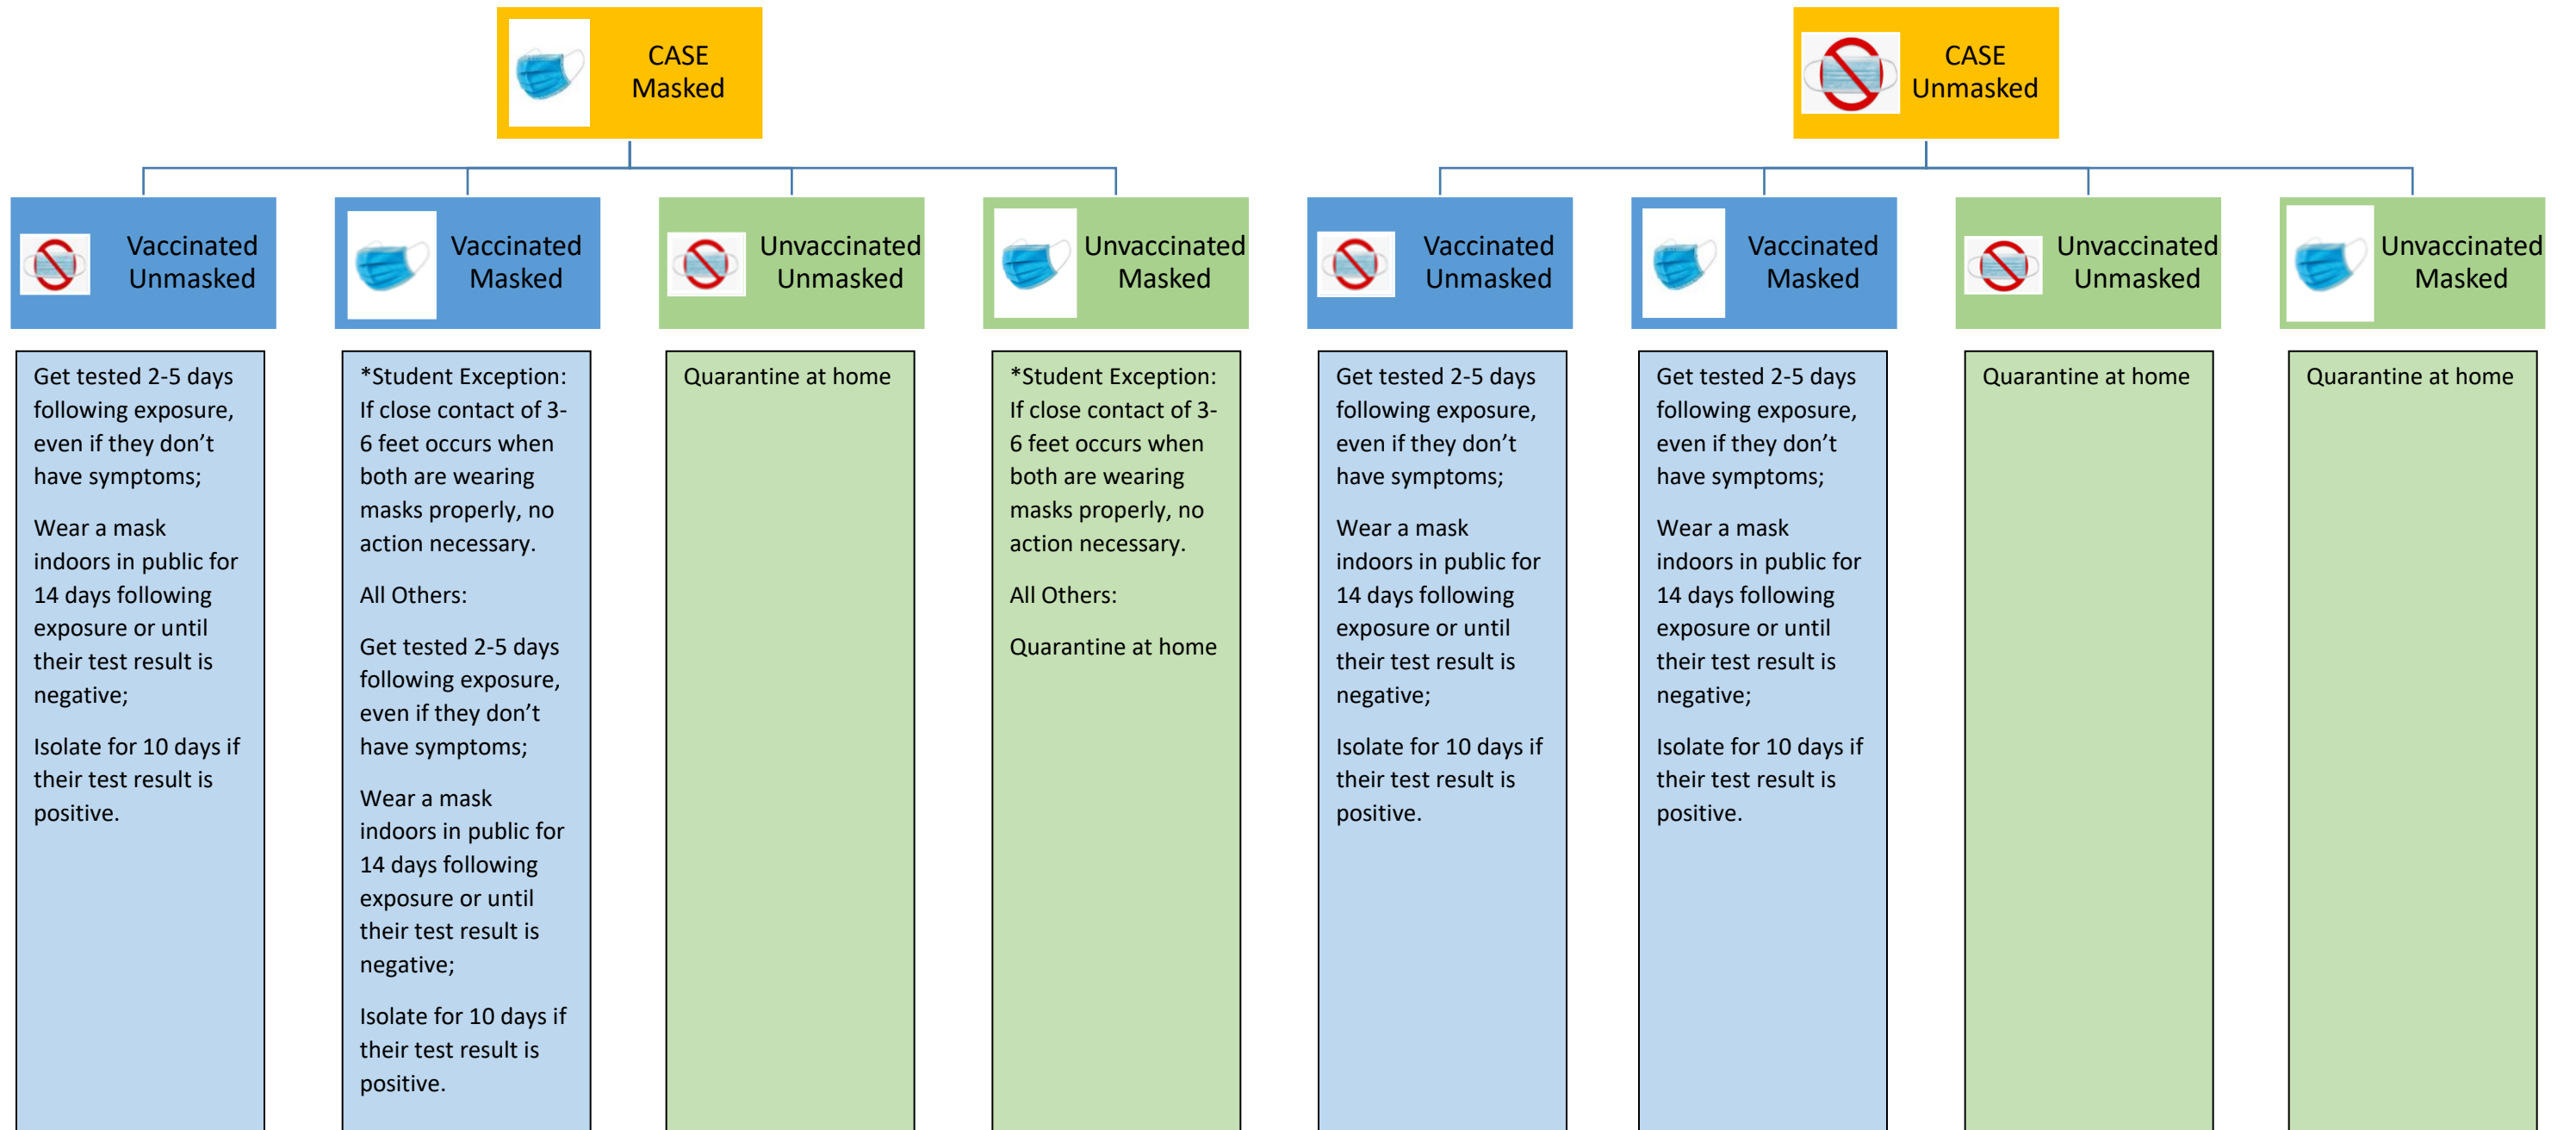 CASE
Masked
CASE
Unmasked
Vaccinated
Unmasked
Vaccinated
Masked
Unvaccinated
Unmasked
Unvaccinated
Masked
Vaccinated
Unmasked
Vaccinated
Masked
Unvaccinated
Unmasked
Unvaccinated
Masked
Get tested 2-5 days
following exposure,
even if they don’t
have symptoms;
Wear a mask
indoors in public for
14 days following
exposure or until
their test result is
negative;
Isolate for 10 days if
their test result is
positive.
*Student Exception:
If close contact of 3-
6 feet occurs when
both are wearing
masks properly, no
action necessary.
All Others:
Get tested 2-5 days
following exposure,
even if they don’t
have symptoms;
Wear a mask
indoors in public for
14 days following
exposure or until
their test result is
negative;
Isolate for 10 days if
their test result is
positive.
Quarantine at home
*Student Exception:
If close contact of 3-
6 feet occurs when
both are wearing
masks properly, no
action necessary.
All Others:
Quarantine at home
Get tested 2-5 days
following exposure,
even if they don’t
have symptoms;
Wear a mask
indoors in public for
14 days following
exposure or until
their test result is
negative;
Isolate for 10 days if
their test result is
positive.
Get tested 2-5 days
following exposure,
even if they don’t
have symptoms;
Wear a mask
indoors in public for
14 days following
exposure or until
their test result is
negative;
Isolate for 10 days if
their test result is
positive.
Quarantine at home
Quarantine at home